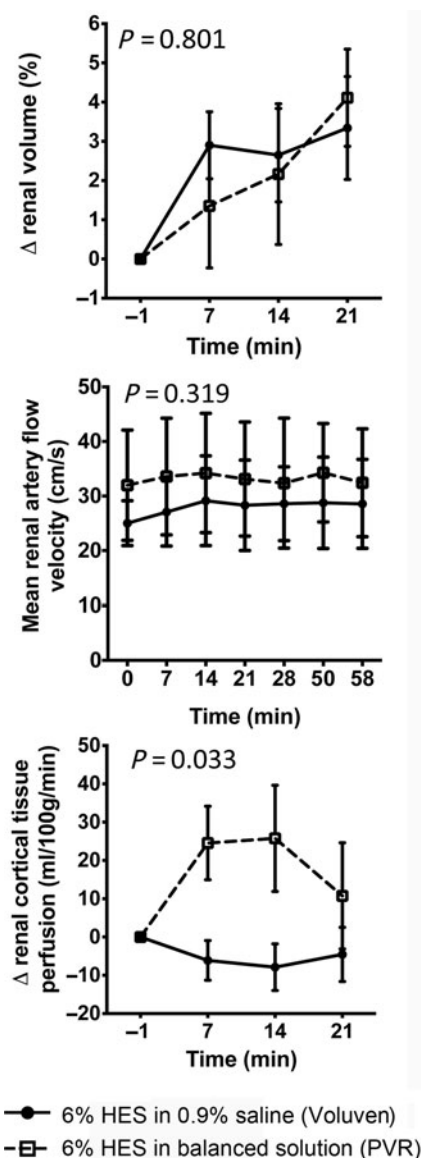 P = 0.801
Δ renal volume (%)
6
5
4
3
2
1
0
–1
–1 7 14 21
Time (min)
P = 0.319
Mean renal artery flow
velocity (cm/s)
50
40
30
20
10
0
0 7 14 21 28 50 58
Time (min)
P = 0.033
Δ renal cortical tissue
perfusion (ml/100g/min)
50
40
30
20
10
0
–10
–20
–1 7 14 21
Time (min)
6% HES in 0.9% saline (Voluven)
6% HES in balanced solution (PVR)